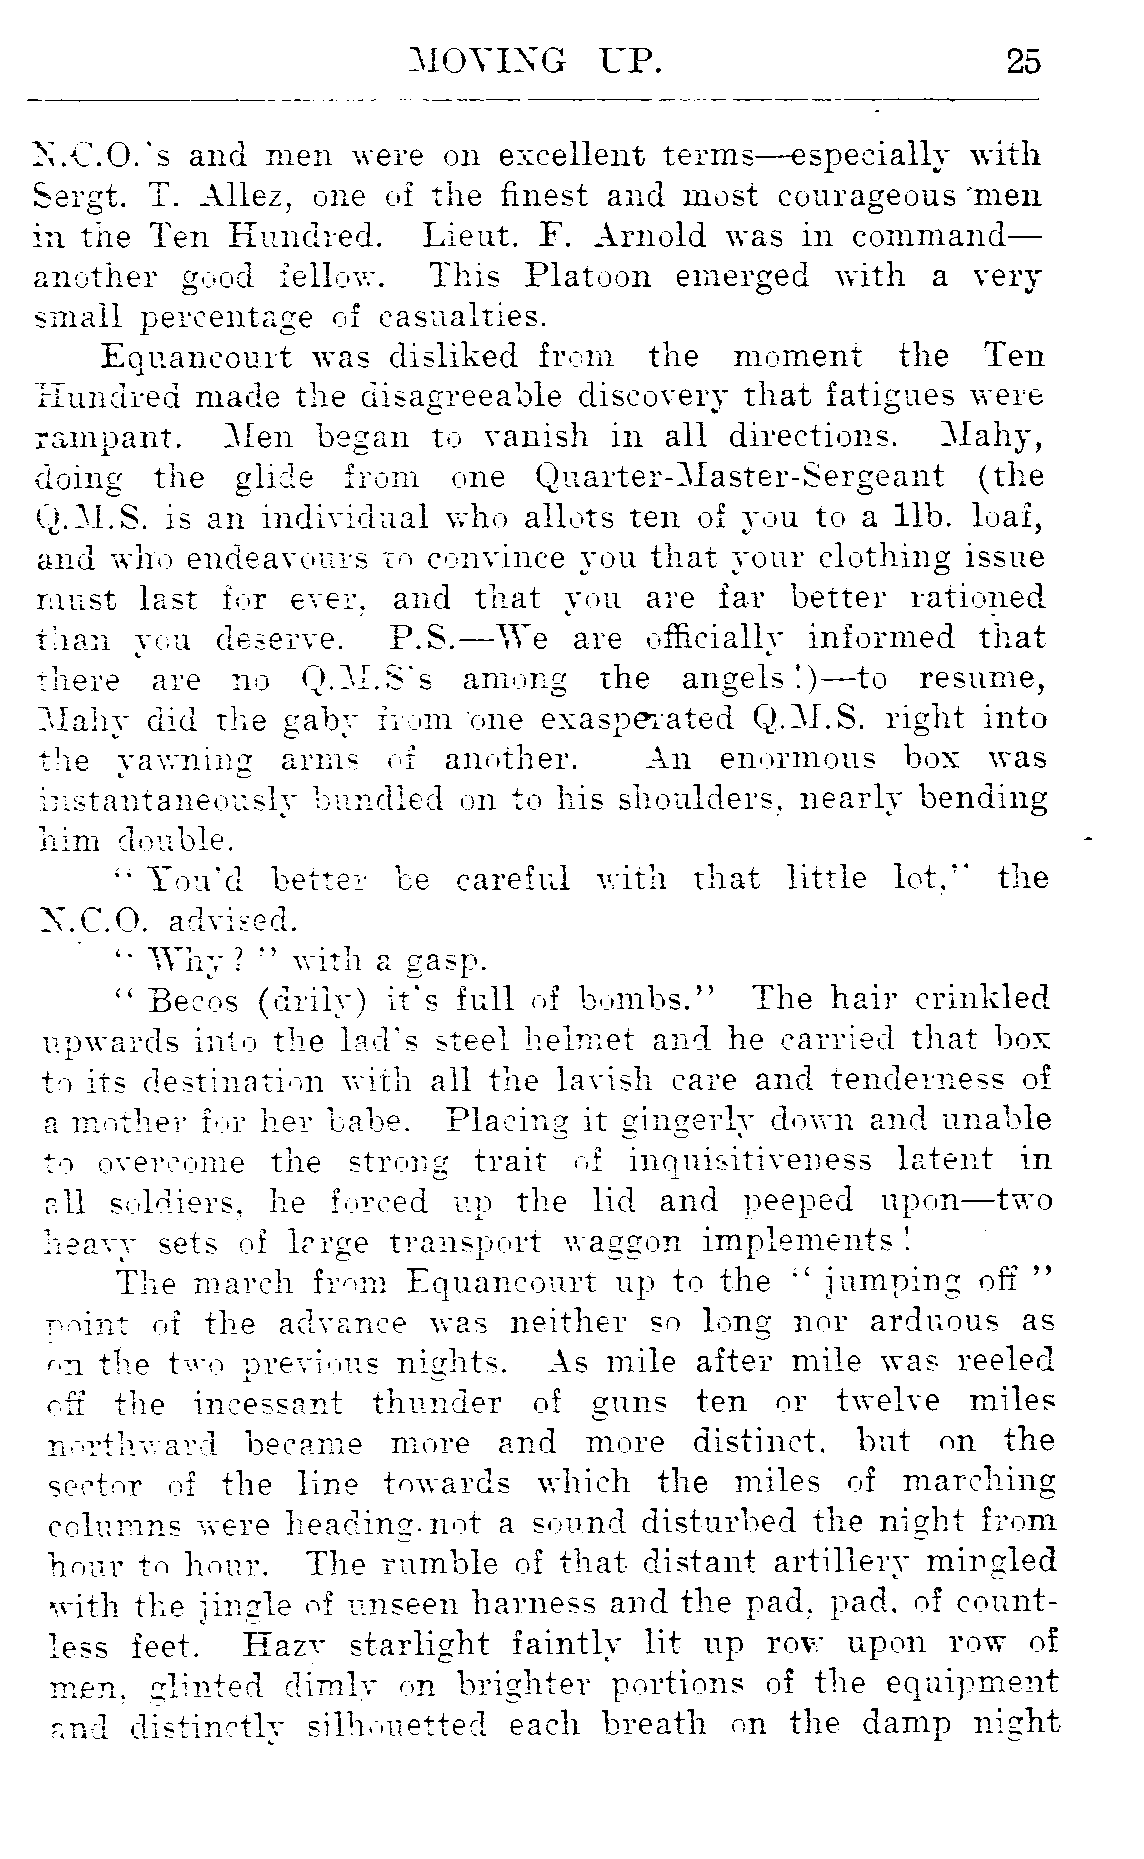 MOVING UP. 25
N.C.O.'s and men were on excellent terms—especially with
Sergt. T. Allez, one of the finest and most courageous men
in the Ten Hundred. Lieut. F. Arnold was in command—
another good fellow. This Platoon emerged with a very
small percentage of casualties.
Equancourt was disliked from the moment the Ten
Hundred made the disagreeable discovery that fatigues were
rampant. Men began to vanish in all directions. Mahy,
doing the glide from one Quarter-Master-Sergeant (the
Q.M.S. is an individual who allots ten of you to a 1lb. loaf,
and who endeavours to convince you that your clothing issue
must last for ever, and that you are far better rationed
than you deserve. P.S.—We are officially informed that
there are no Q.M.S's among the angels!)—to resume,
Mahy did the gaby from one exasperated Q.M.S. right into
the yawning arms of another. An enormous box was
instantaneously bundled on to his shoulders, nearly bending
him double.
“ You'd better be careful with that little lot,” the
N.C.O. advised.
“ Why? ” with a gasp.
“ Becos (drily) it's full of bombs.” The hair crinkled
upwards into the lad's steel helmet and he carried that box
to its destination with all the lavish care and tenderness of
a mother for her babe. Placing it gingerly down and unable
to overcome the strong trait of inquisitiveness latent in
all soldiers, he forced up the lid and peeped upon—two
heavy sets of large transport waggon implements!
The march from Equancourt up to the “ jumping off ”
point of the advance was neither so long nor arduous as
on the two previous nights. As mile after mile was reeled
off the incessant thunder of guns ten or twelve miles
northward became more and more distinct, but on the
sector of the line towards which the miles of marching
columns were heading not a sound disturbed the night from
hour to hour. The rumble of that distant artillery mingled
with the jingle of unseen harness and the pad, pad, of count-
less feet. Hazy starlight faintly lit up row upon row of
men, glinted dimly on brighter portions of the equipment
and distinctly silhouetted each breath on the damp night